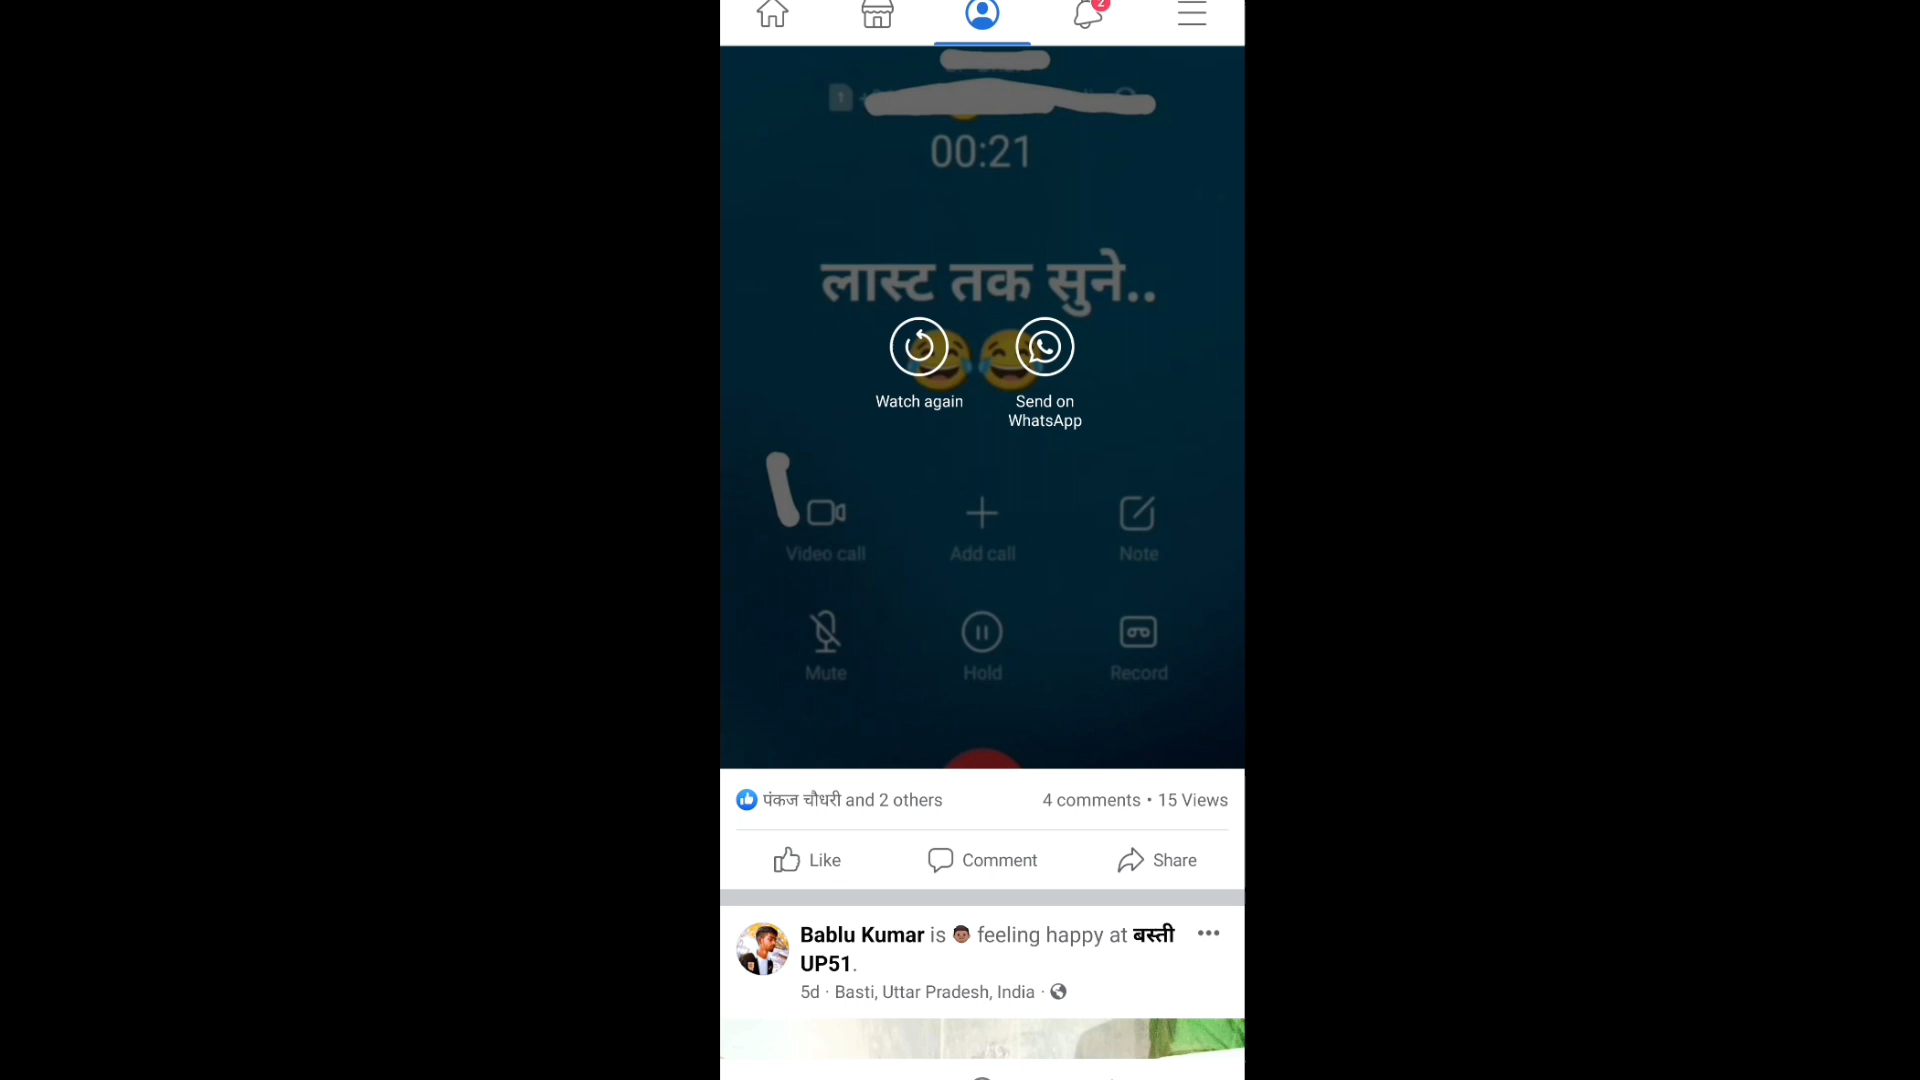 2
1
00:21
लास्ट तक सुने..
Watch again
Send on
WhatsApp
Video call
Add call
Note
Mute
Hold
Record
पंकज चौधरी and 2 others
4 comments • 15 Views
Like
Comment
Share
Bablu Kumar is feeling happy at बस्ती
UP51.
5d · Basti, Uttar Pradesh, India ·